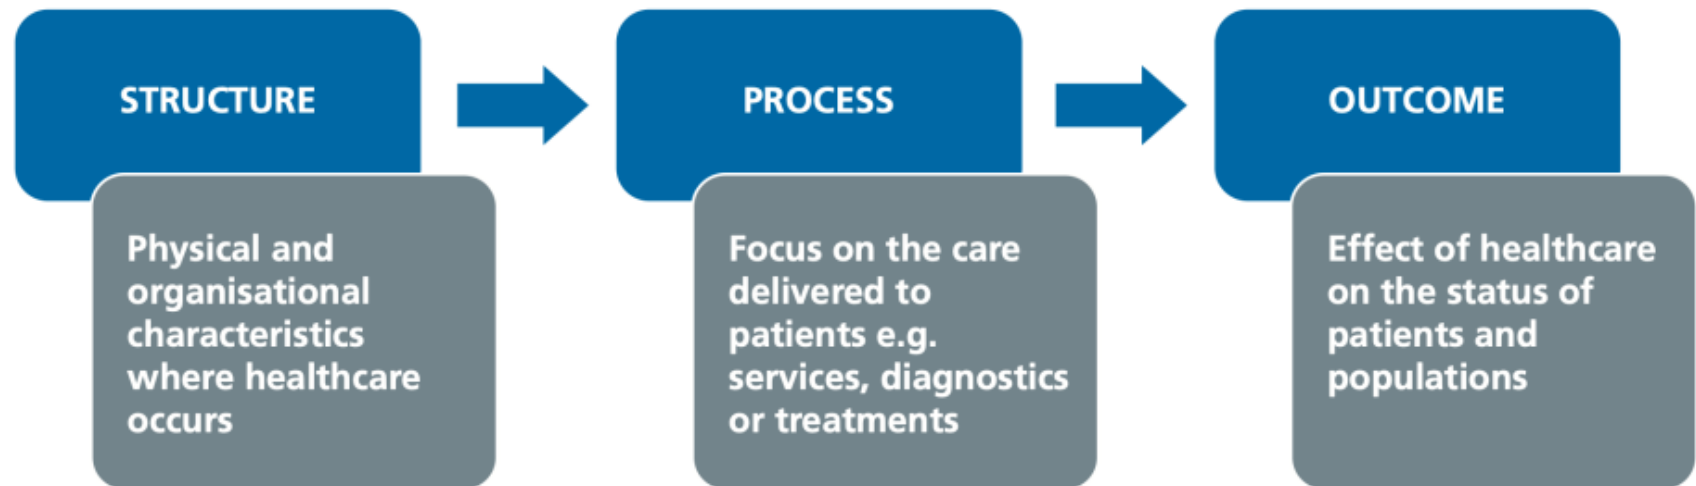 STRUCTURE
Physical and
organisational
characteristics
where healthcare
occurs
PROCESS
Focus on the care
delivered to
patients e.g.
services, diagnostics
or treatments
OUTCOME
Effect of healthcare
on the status of
patients and
populations